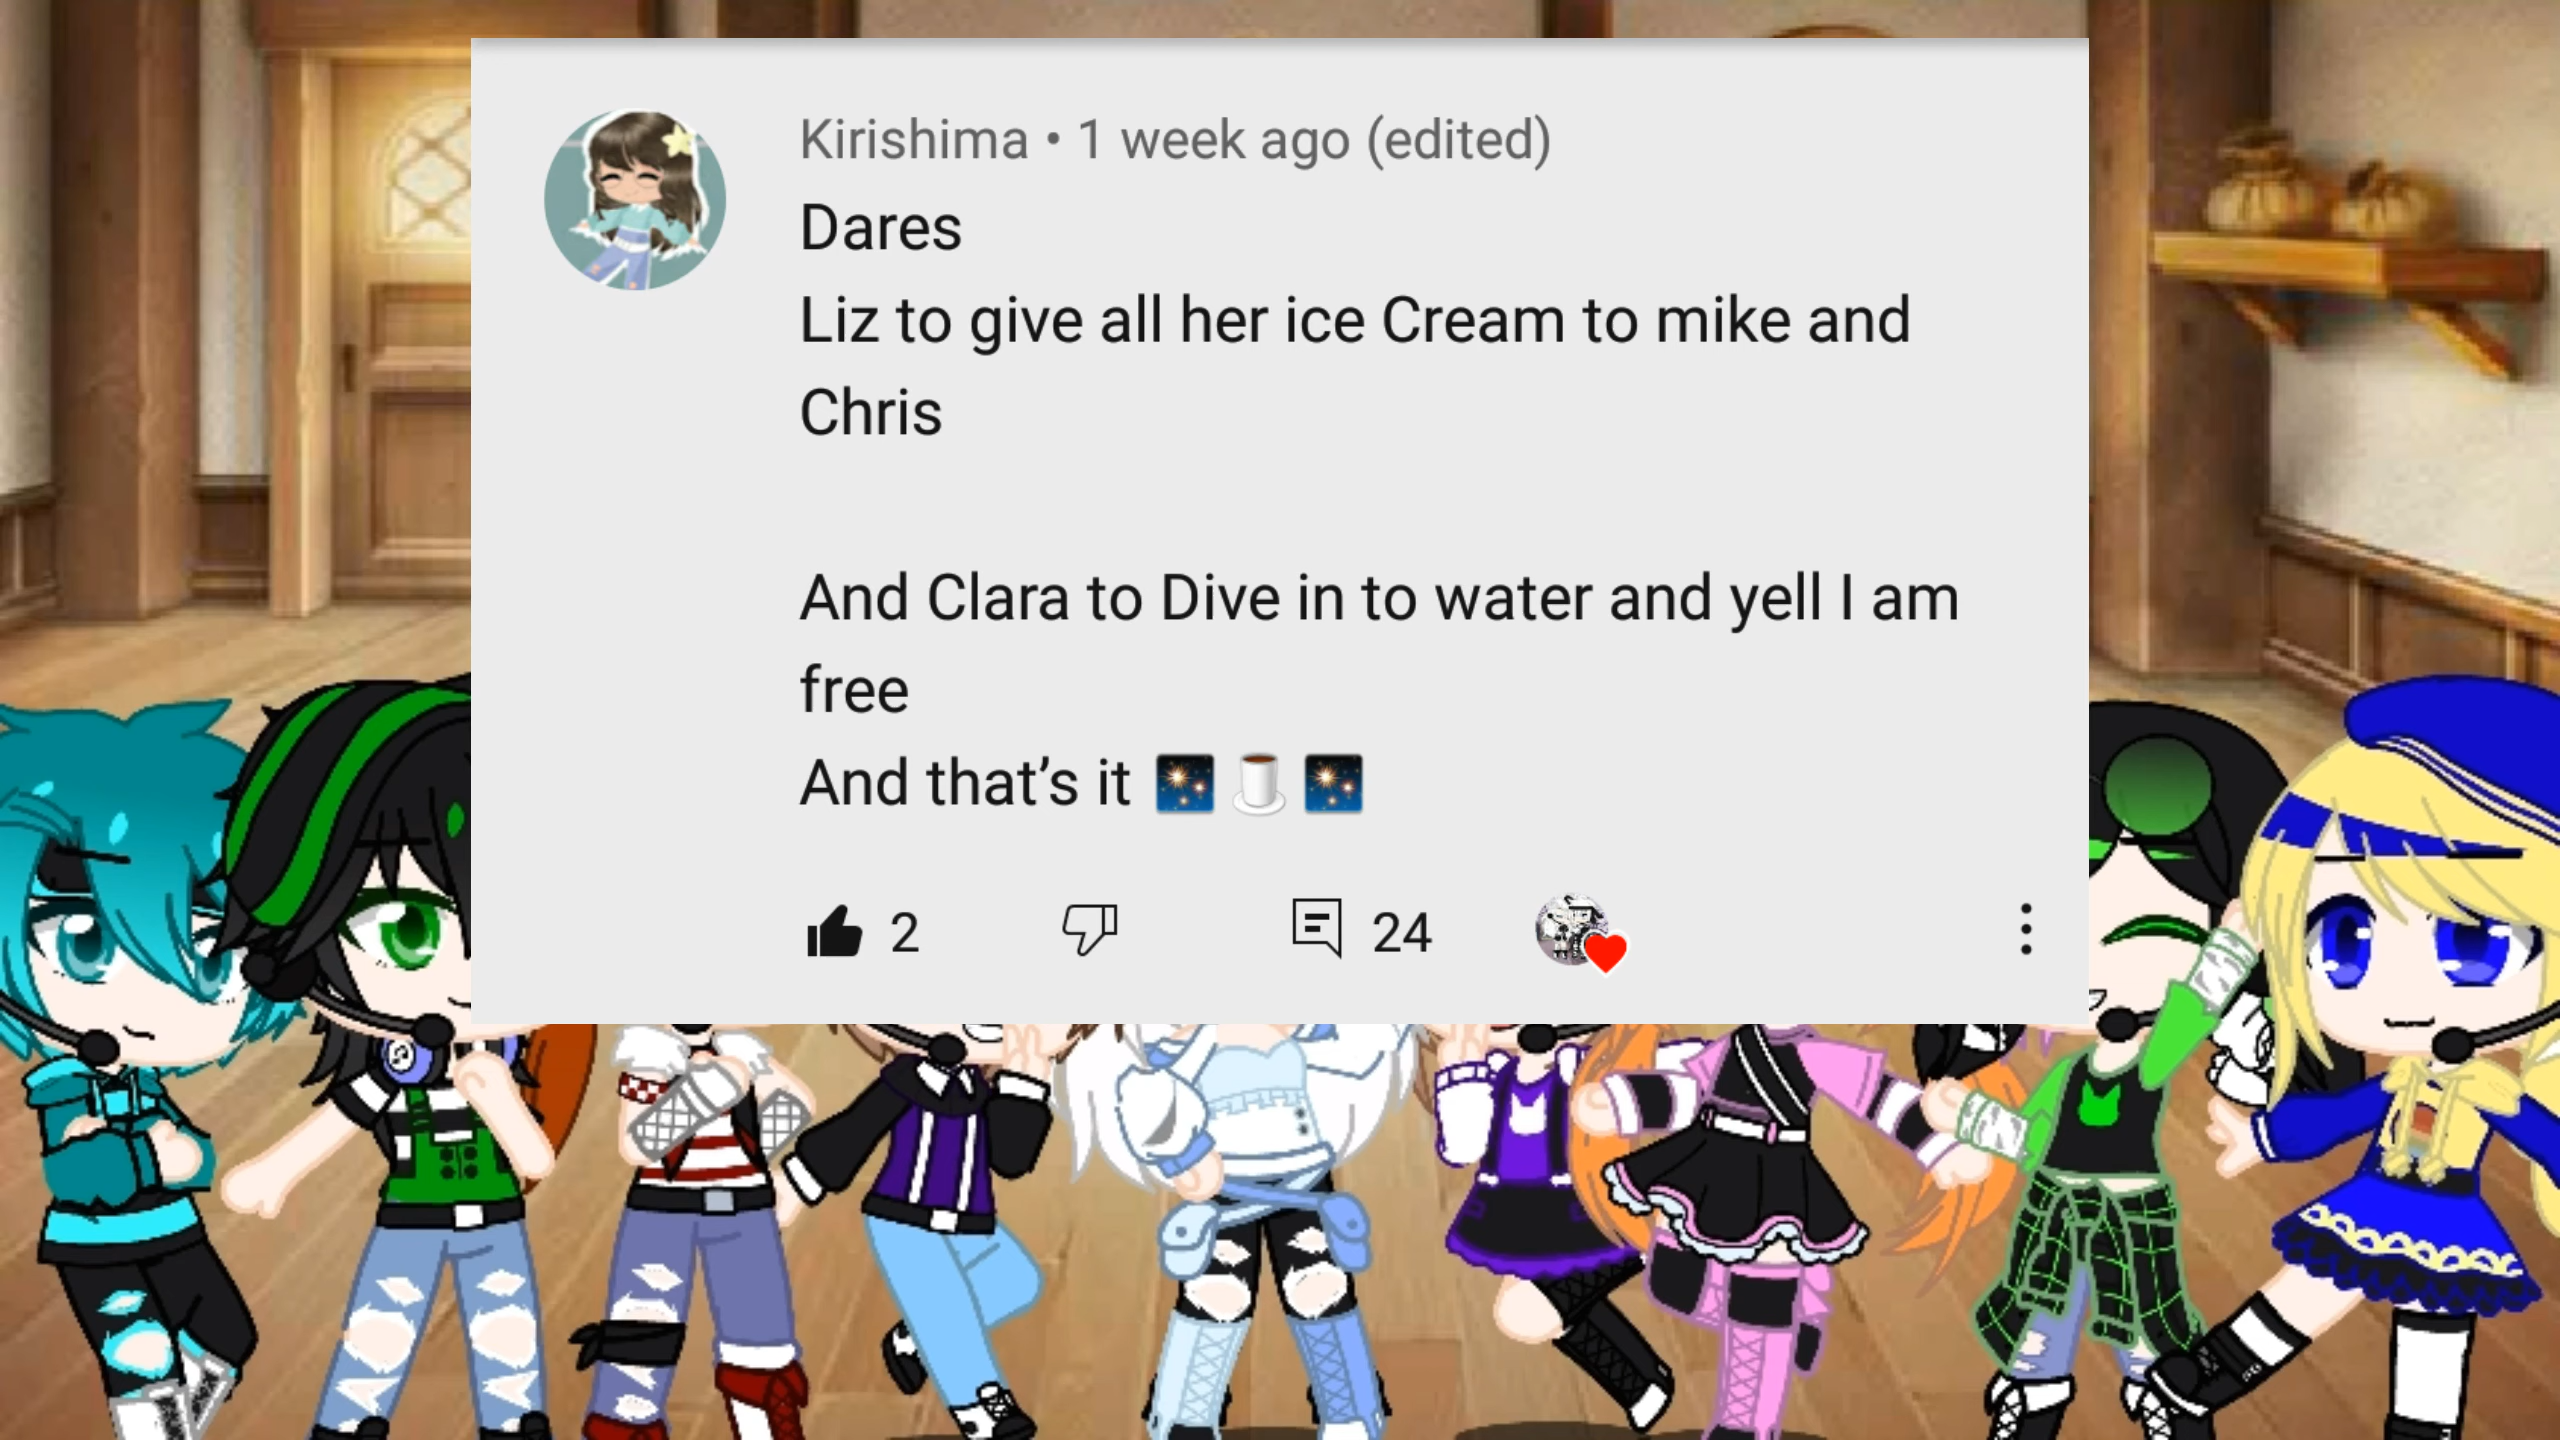 Kirishima • 1 week ago (edited)
Dares
Liz to give all her ice Cream to mike and
Chris
And Clara to Dive in to water and yell I am
free
And that's it 🎇☕🎇
2 24